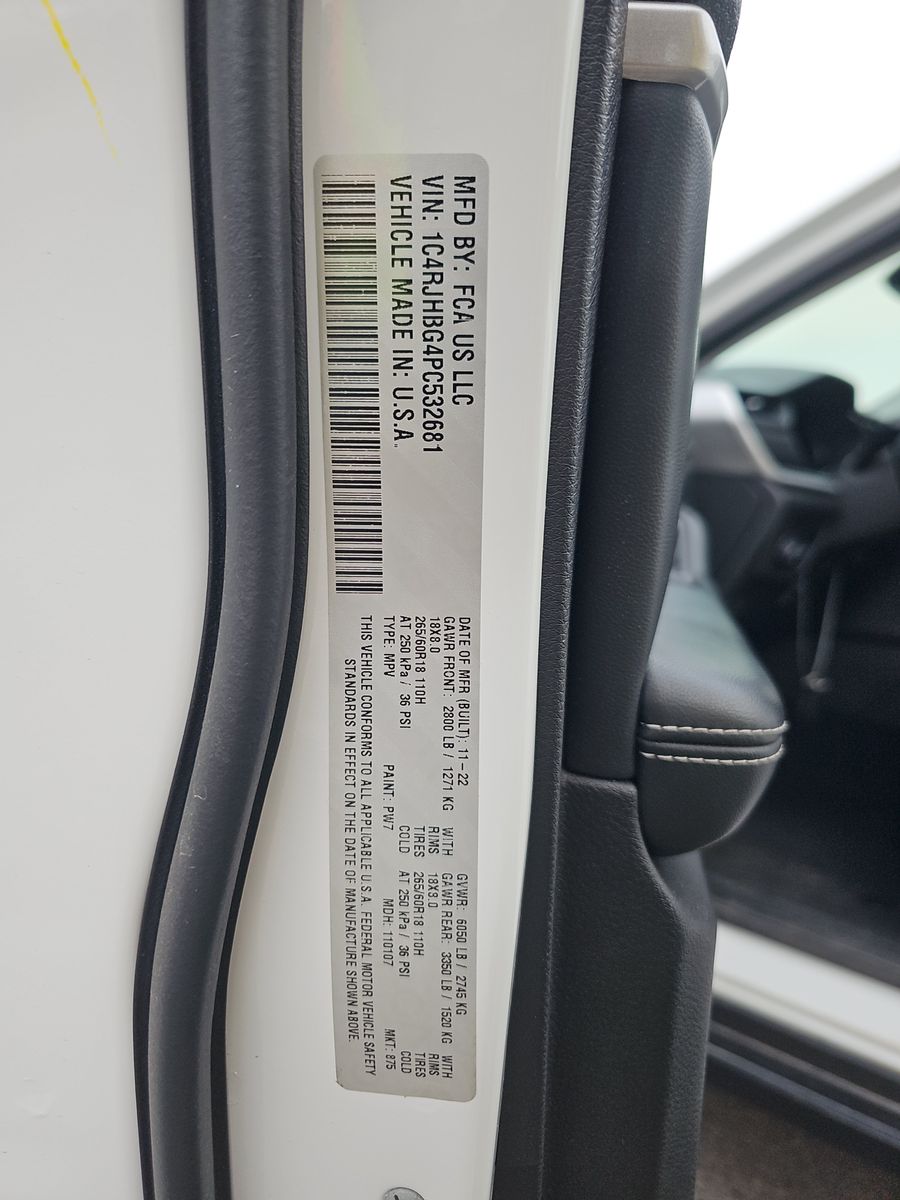 MFD BY: FCA US LLC
VIN: 1C4RJHBG4PC532681
VEHICLE MADE IN: U.S.A.
DATE OF MFR (BUILT): 11-22 GVWR: 6050 LB / 2745 KG
GAWR FRONT: 2800 LB / 1271 KG WITH GAWR REAR: 3350 LB / 1520 KG WITH
18X8.0 RIMS 18X8.0 RIMS
265/60R18 110H TIRES 265/60R18 110H TIRES
AT 250 kPa / 36 PSI COLD AT 250 kPa / 36 PSI COLD
TYPE: MPV PAINT: PW7 MDH: 110107 MKT: 875
THIS VEHICLE CONFORMS TO ALL APPLICABLE U.S.A. FEDERAL MOTOR VEHICLE SAFETY
STANDARDS IN EFFECT ON THE DATE OF MANUFACTURE SHOWN ABOVE.